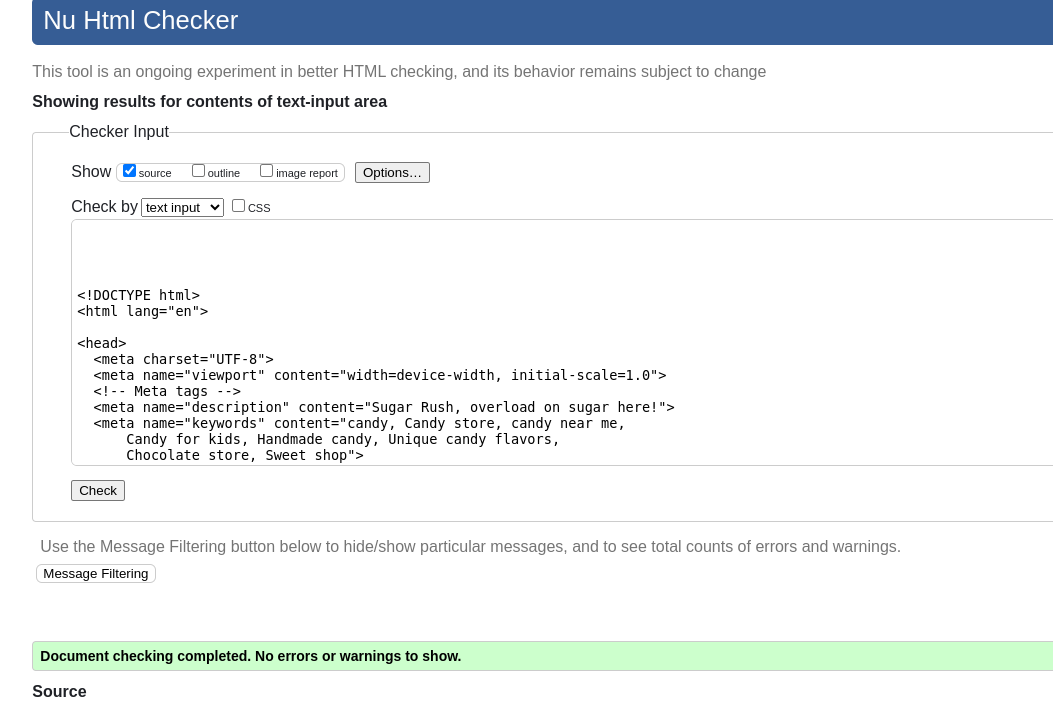 Nu Html Checker
This tool is an ongoing experiment in better HTML checking, and its behavior remains subject to change
Showing results for contents of text-input area
Checker Input
Show source outline image report Options…
Check by text input CSS
<!DOCTYPE html>
<html lang="en">
<head>
<meta charset="UTF-8">
<meta name="viewport" content="width=device-width, initial-scale=1.0">
<!-- Meta tags -->
<meta name="description" content="Sugar Rush, overload on sugar here!">
<meta name="keywords" content="candy, Candy store, candy near me,
Candy for kids, Handmade candy, Unique candy flavors,
Chocolate store, Sweet shop">
Check
Use the Message Filtering button below to hide/show particular messages, and to see total counts of errors and warnings.
Message Filtering
Document checking completed. No errors or warnings to show.
Source